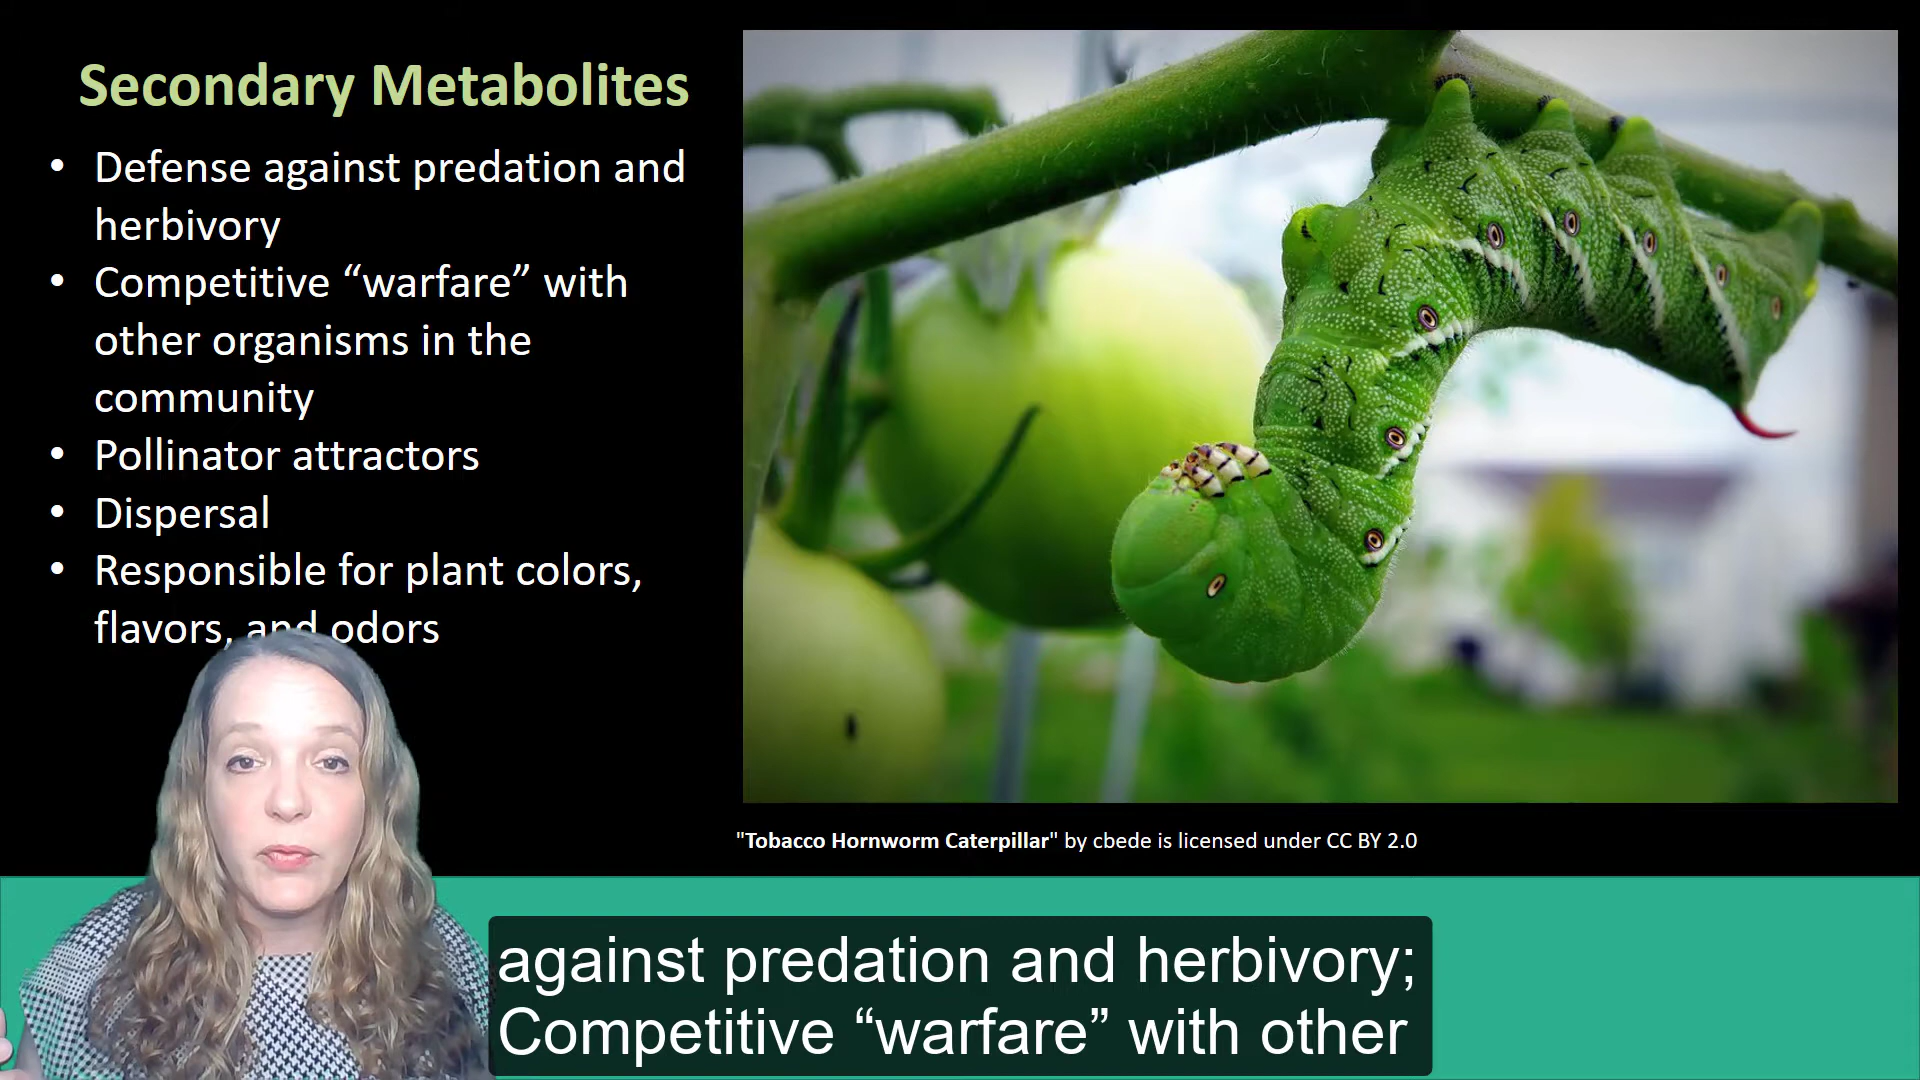 Secondary Metabolites
• Defense against predation and
herbivory
• Competitive “warfare” with
other organisms in the
community
• Pollinator attractors
• Dispersal
• Responsible for plant colors,
flavors, and odors
"Tobacco Hornworm Caterpillar" by cbede is licensed under CC BY 2.0
against predation and herbivory;
Competitive “warfare” with other